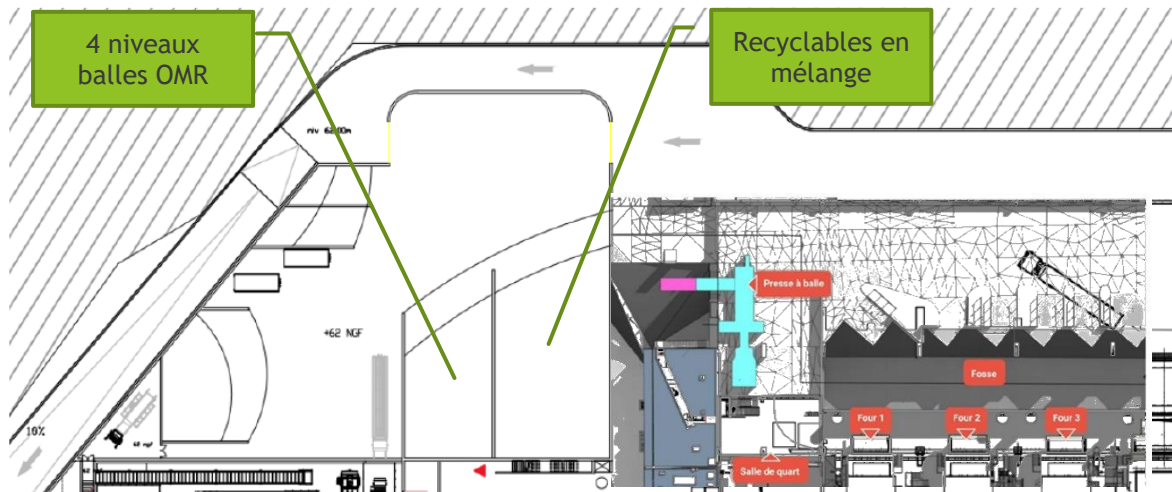 4 niveaux
balles OMR
Recyclables en
mélange
niv 62.00m
Presse à balle
+62 NGF
Fosse
Four 1
Four 2
Four 3
10%
Salle de quart